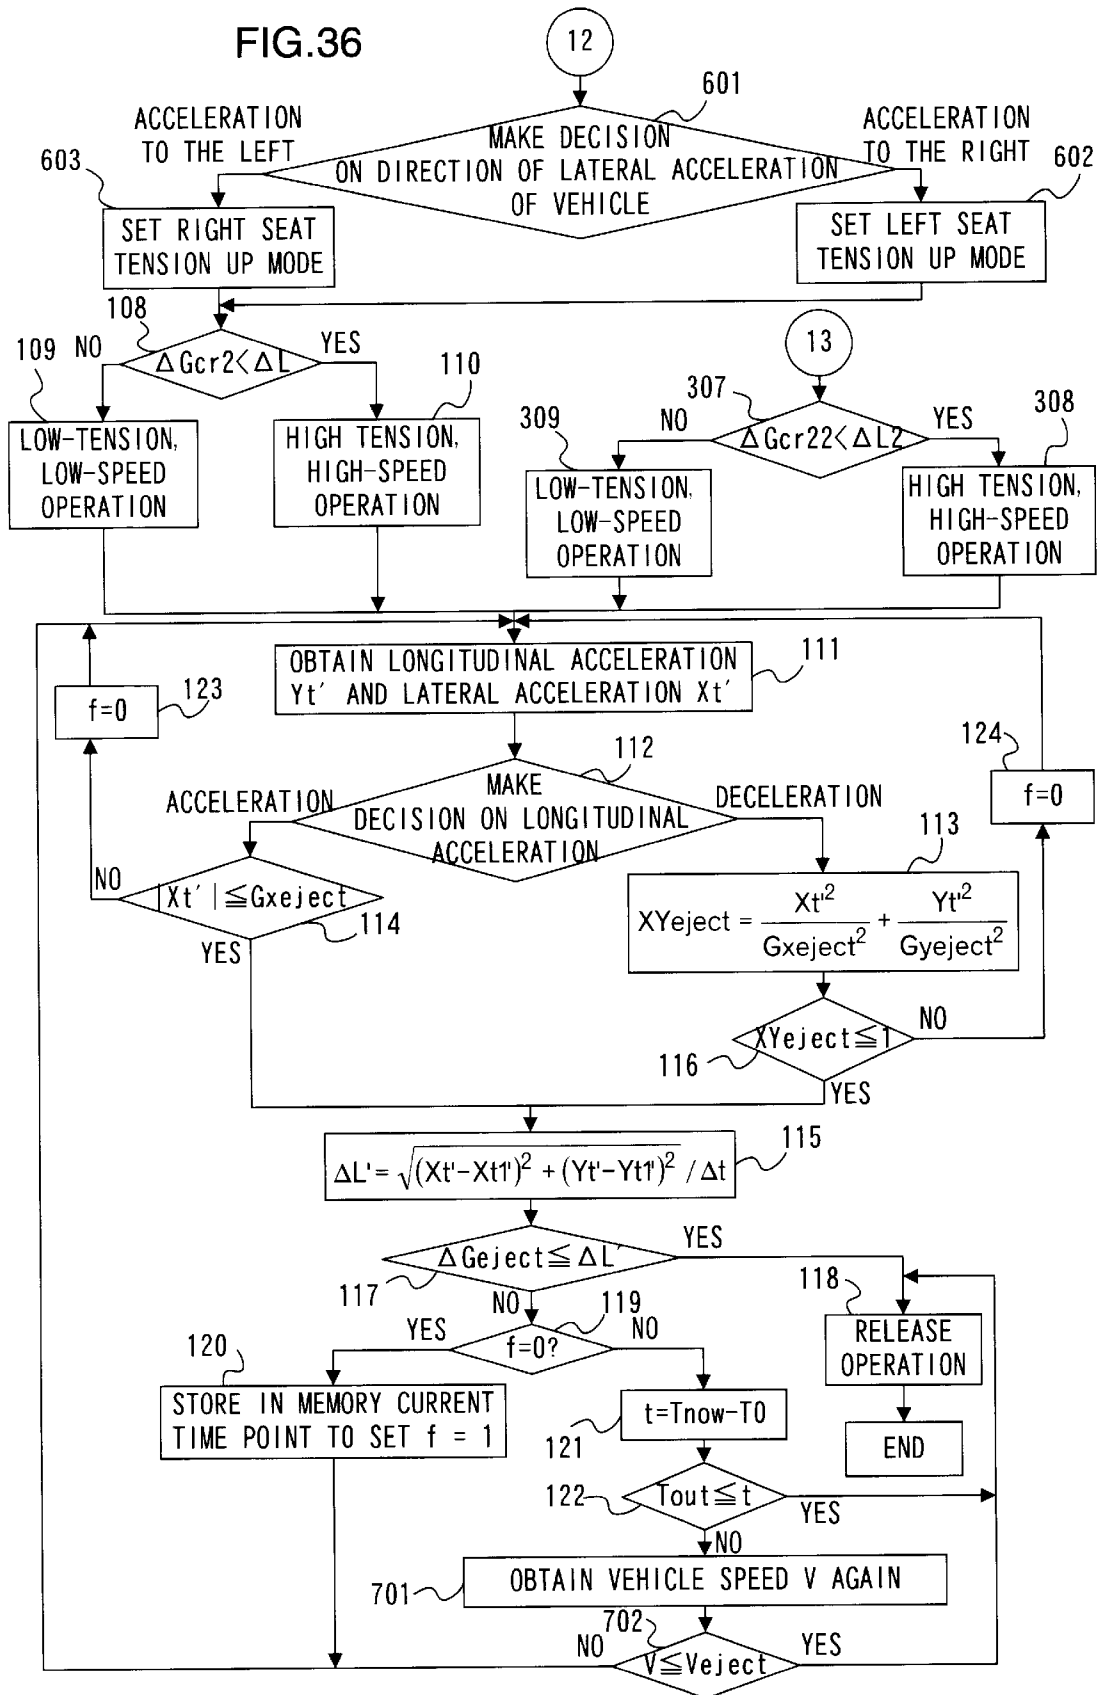 FIG.36
12
601
ACCELERATION
TO THE LEFT
MAKE DECISION
ON DIRECTION OF LATERAL ACCELERATION
OF VEHICLE
ACCELERATION
TO THE RIGHT
603
602
SET RIGHT SEAT
TENSION UP MODE
SET LEFT SEAT
TENSION UP MODE
108
NO
ΔGcr2<ΔL
YES
13
109
110
307
NO
ΔGcr22<ΔL2
YES
309
308
LOW-TENSION,
LOW-SPEED
OPERATION
HIGH TENSION,
HIGH-SPEED
OPERATION
LOW-TENSION,
LOW-SPEED
OPERATION
HIGH TENSION,
HIGH-SPEED
OPERATION
OBTAIN LONGITUDINAL ACCELERATION
Yt′ AND LATERAL ACCELERATION Xt′
111
123
f=0
112
124
f=0
ACCELERATION
MAKE
DECISION ON LONGITUDINAL
ACCELERATION
DECELERATION
113
NO
|Xt′|≦Gxeject
114
YES
XYeject = Xt'²/Gxeject² + Yt'²/Gyeject²
XYeject≦1
NO
116
YES
115
ΔL'=√(Xt'-Xt1')² + (Yt'-Yt1')² / Δt
ΔGeject≦ΔL′
YES
117
NO
118
119
YES
f=0?
NO
RELEASE
OPERATION
120
STORE IN MEMORY CURRENT
TIME POINT TO SET f = 1
t=Tnow-T0
121
END
122
Tout≦t
YES
NO
701
OBTAIN VEHICLE SPEED V AGAIN
702
NO
V≦Veject
YES